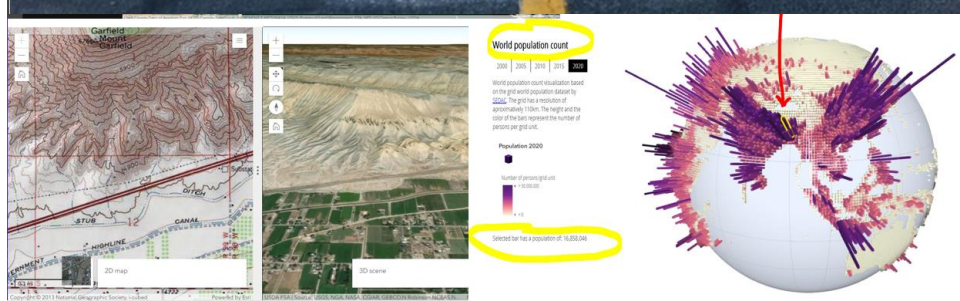 Garfield
Mount
Garfield
STUB
DITCH
12
CANAL
HIGHLINE
2D map
Copyright © 2013 National Geographic Society, i-cubed
Powered by Esri
3D scene
World population count
2000 2005 2010 2015 2020
World population count visualization based
on the grid world population dataset by
SEDAC. The grid has a resolution of
aproximatively 110km. The height and the
color of the bars represent the number of
persons per grid unit.
Population 2020
Number of persons/grid unit
Selected bar has a population of: 16,858,046